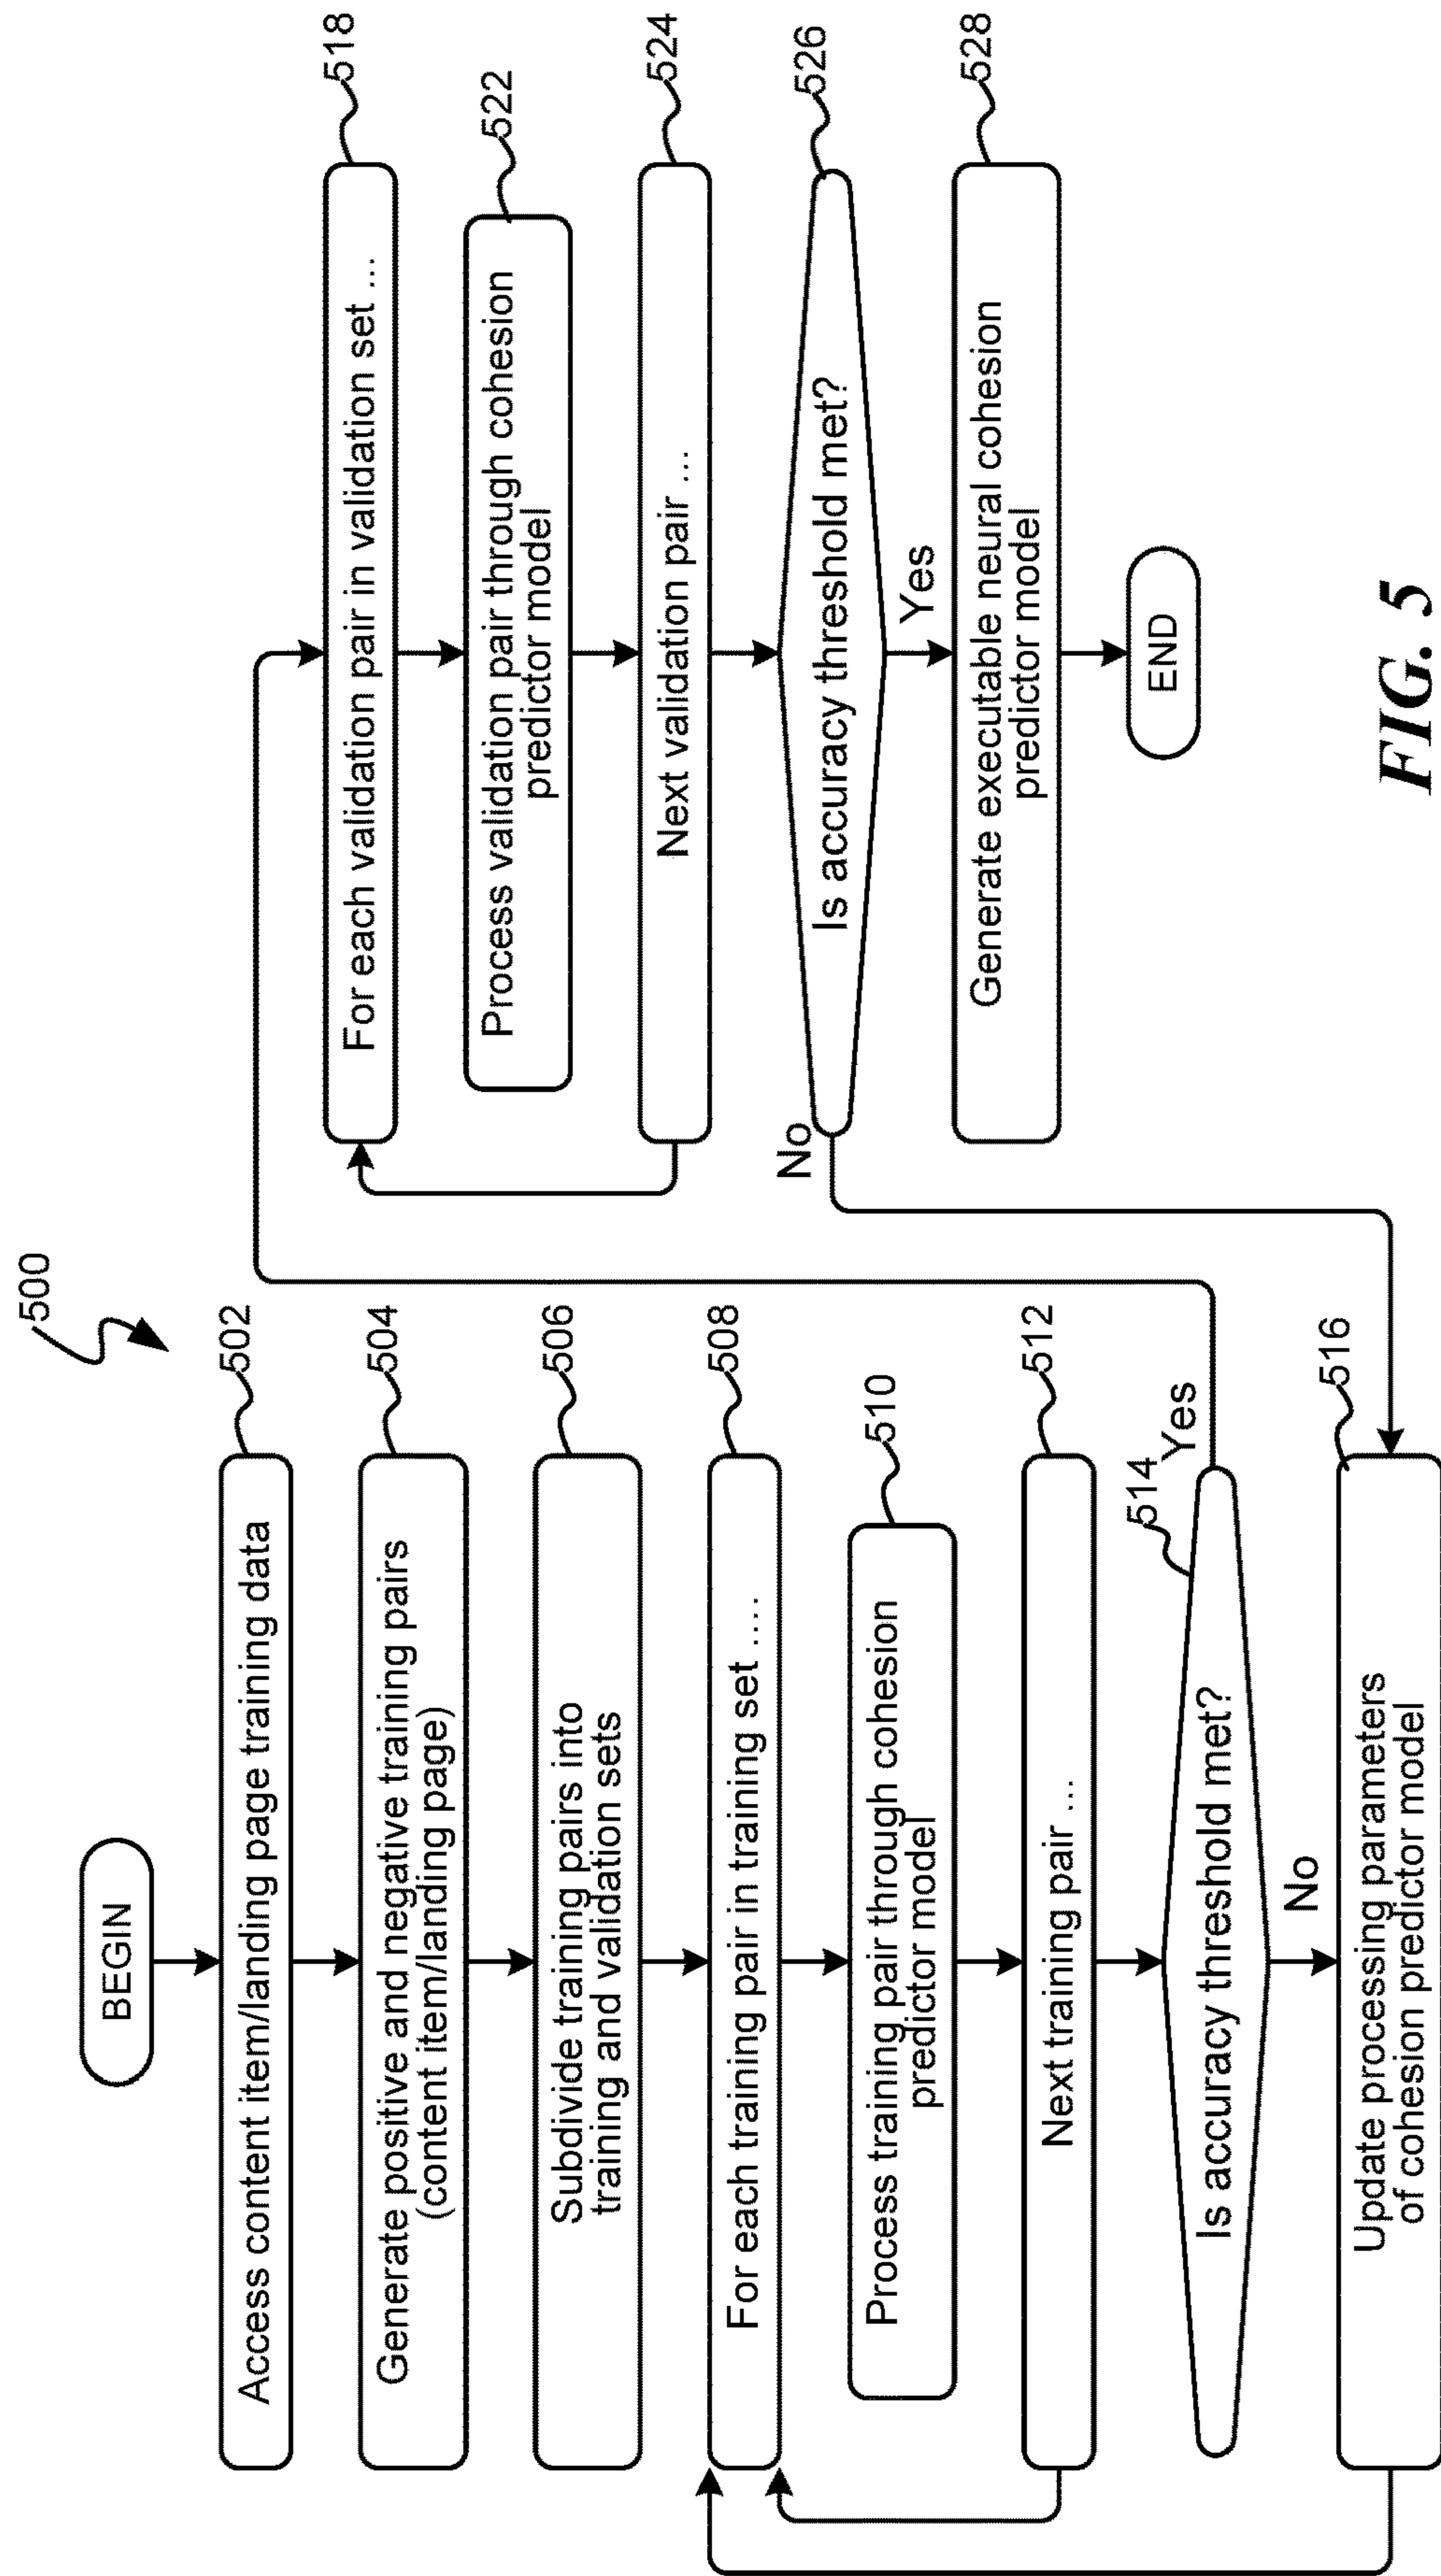 500
BEGIN
Access content item/landing page training data
502
Generate positive and negative training pairs
(content item/landing page)
504
Subdivide training pairs into
training and validation sets
506
For each training pair in training set ....
508
Process training pair through cohesion
predictor model
510
Next training pair ...
512
Is accuracy threshold met?
514
Yes
No
Update processing parameters
of cohesion predictor model
516
For each validation pair in validation set ...
518
Process validation pair through cohesion
predictor model
522
Next validation pair ...
524
Is accuracy threshold met?
526
No
Yes
Generate executable neural cohesion
predictor model
528
END
FIG. 5